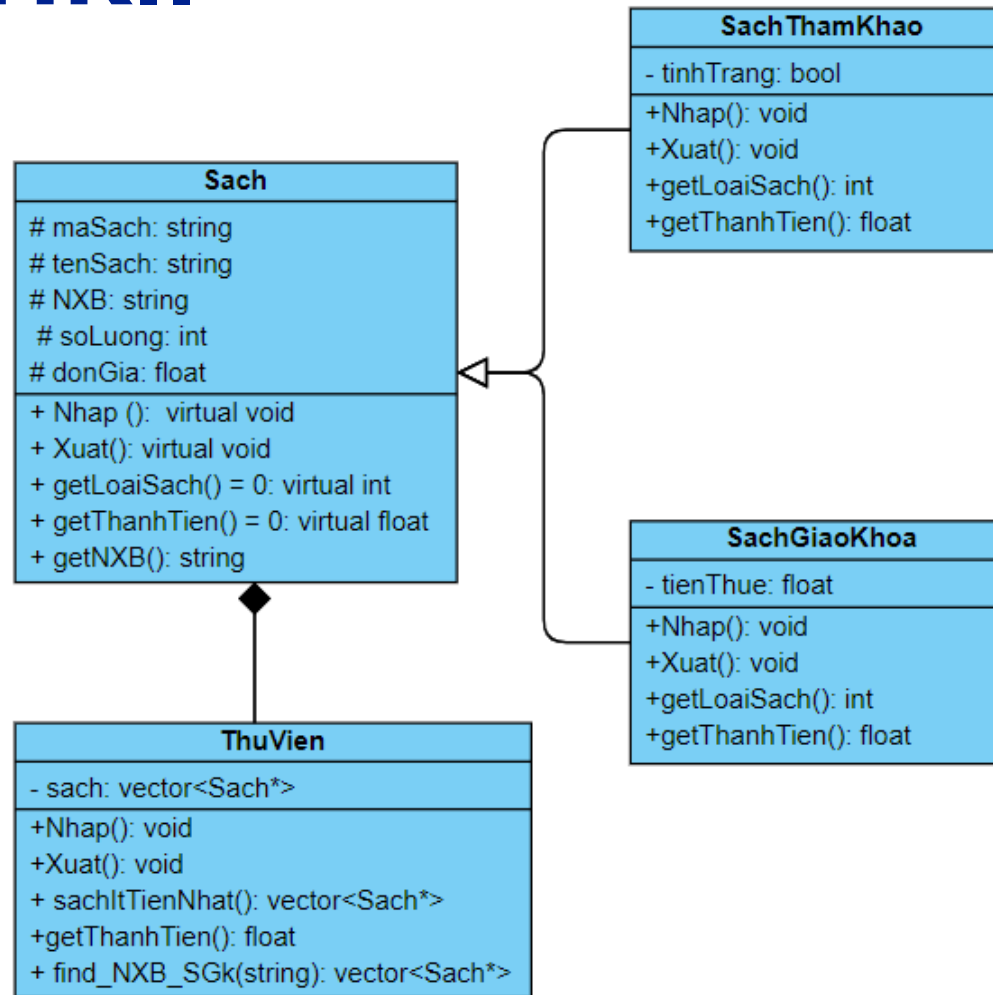 SachThamKhao
- tinhTrang: bool
+Nhap(): void
+Xuat(): void
+getLoaiSach(): int
+getThanhTien(): float
Sach
# maSach: string
# tenSach: string
# NXB: string
# soLuong: int
# donGia: float
+ Nhap (): virtual void
+ Xuat(): virtual void
+ getLoaiSach() = 0: virtual int
+ getThanhTien() = 0: virtual float
+ getNXB(): string
SachGiaoKhoa
- tienThue: float
+Nhap(): void
+Xuat(): void
+getLoaiSach(): int
+getThanhTien(): float
ThuVien
- sach: vector<Sach*>
+Nhap(): void
+Xuat(): void
+ sachItTienNhat(): vector<Sach*>
+getThanhTien(): float
+ find_NXB_SGk(string): vector<Sach*>